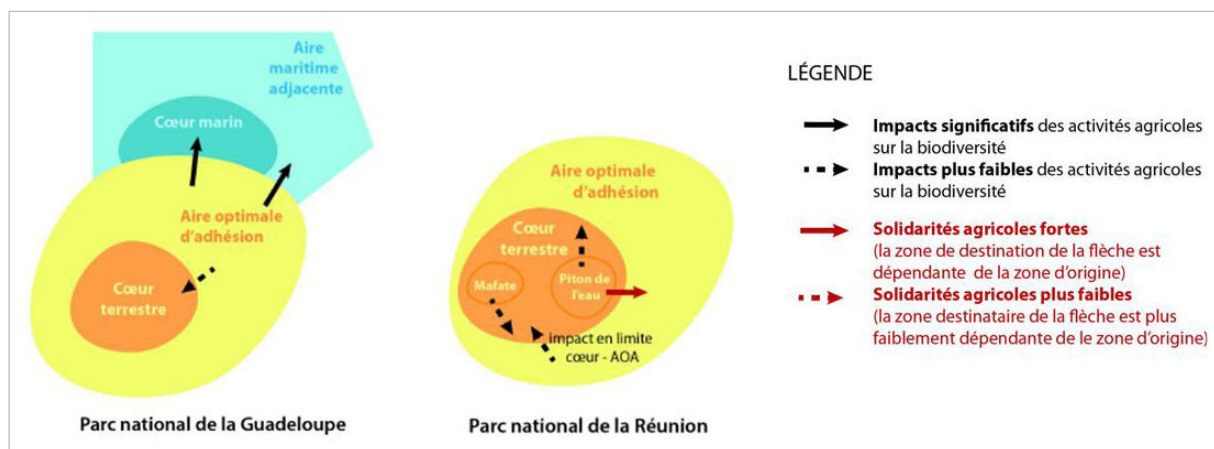 Aire
maritime
adjacente
Cœur marin
Aire optimale
d'adhésion
Cœur
terrestre
Parc national de la Guadeloupe
Aire optimale
d'adhésion
Cœur
terrestre
Mafate
Piton de
l'eau
impact en limite
cœur - AOA
Parc national de la Réunion
LÉGENDE
Impacts significatifs des activités agricoles
sur la biodiversité
Impacts plus faibles des activités agricoles
sur la biodiversité
Solidarités agricoles fortes
(la zone de destination de la flèche est
dépendante de la zone d'origine)
Solidarités agricoles plus faibles
(la zone destinataire de la flèche est plus
faiblement dépendante de le zone d'origine)